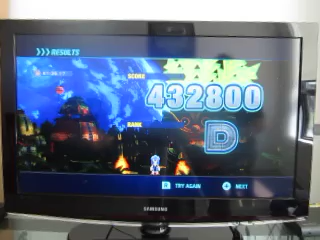 ❯❯❯RESULTS
SCORE
432800
RANK
D
TRY AGAIN
NEXT
SAMSUNG